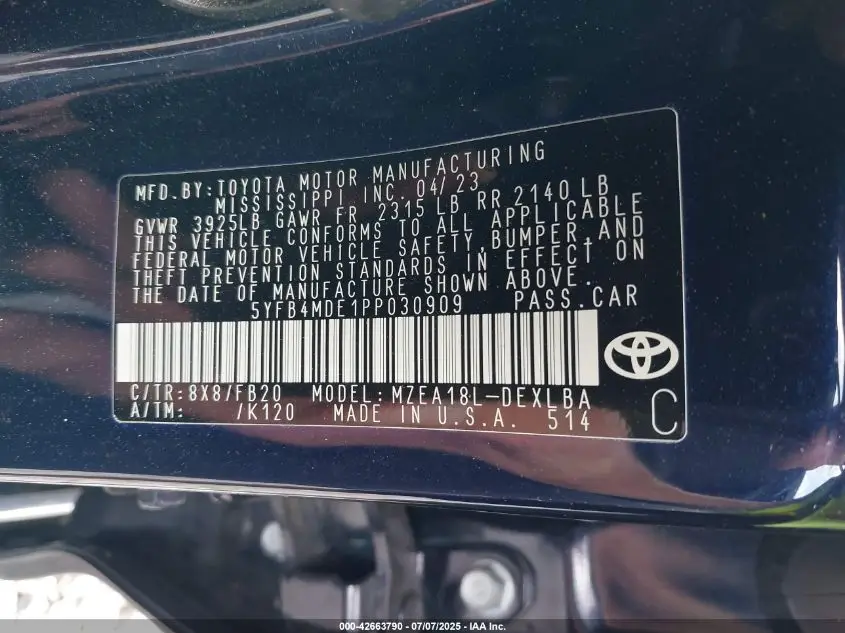 MFD.BY:TOYOTA MOTOR MANUFACTURING
MISSISSIPPI INC. 04/23
GVWR 3925LB GAWR FR 2315 LB RR 2140 LB
THIS VEHICLE CONFORMS TO ALL APPLICABLE
FEDERAL MOTOR VEHICLE SAFETY,BUMPER,AND
THEFT PREVENTION STANDARDS IN EFFECT ON
THE DATE OF MANUFACTURE SHOWN ABOVE.
5YFB4MDE1PP030909 PASS.CAR
C/TR:8X8/FB20 MODEL:MZEA18L-DEXLBA
A/TM: /K120 MADE IN U.S.A. 514
C
000-42663790 - 07/07/2025 - IAA Inc.